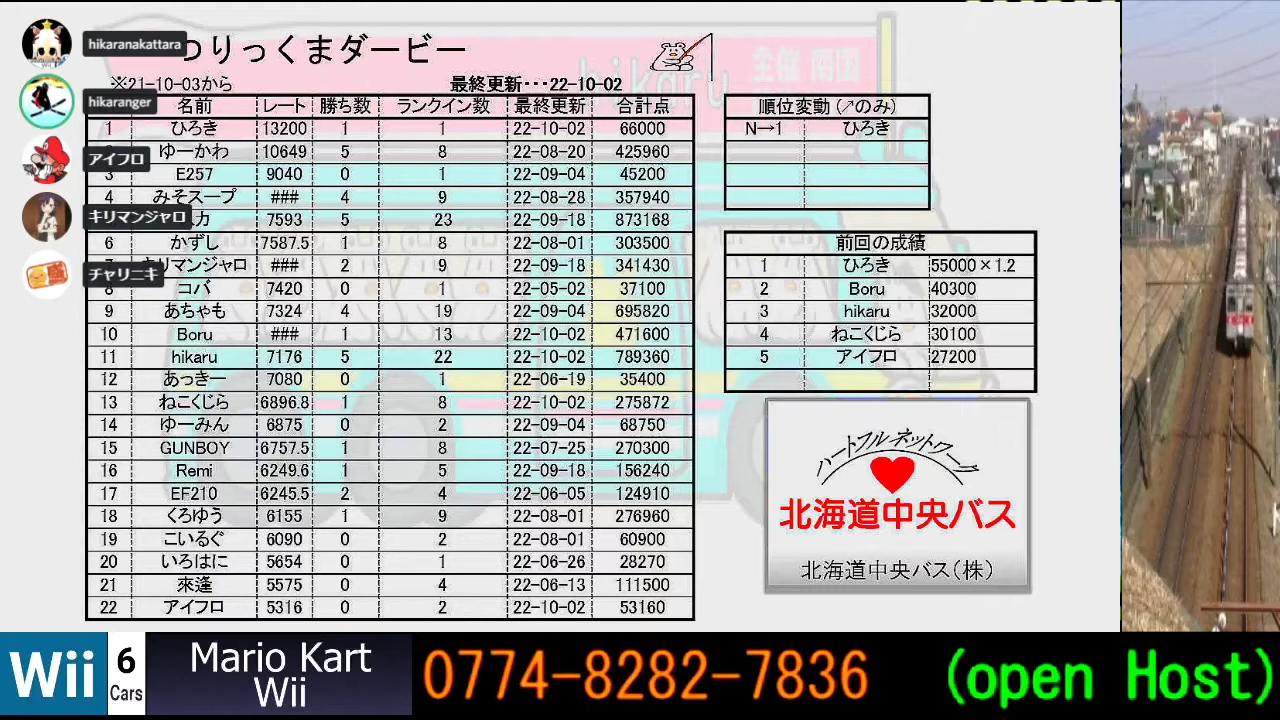 hikaranakattara
つりっくまダービー
※21-10-03から
最終更新･･･22-10-02
hikaranger
名前 レート 勝ち数 ランクイン数 最終更新 合計点
1 ひろき 13200 1 1 22-10-02 66000
ゆーかわ 10649 5 8 22-08-20 425960
アイフロ
3 E257 9040 0 1 22-09-04 45200
4 みそスープ ### 4 9 22-08-28 357940
キリマンジャロ
力 7593 5 23 22-09-18 873168
6 かずし 7587.5 1 8 22-08-01 303500
キリマンジャロ ### 2 9 22-09-18 341430
チャリニキ
8 コバ 7420 0 1 22-05-02 37100
9 あちゃも 7324 4 19 22-09-04 695820
10 Boru ### 1 13 22-10-02 471600
11 hikaru 7176 5 22 22-10-02 789360
12 あっきー 7080 0 1 22-06-19 35400
13 ねこくじら 6896.8 1 8 22-10-02 275872
14 ゆーみん 6875 0 2 22-09-04 68750
15 GUNBOY 6757.5 1 8 22-07-25 270300
16 Remi 6249.6 1 5 22-09-18 156240
17 EF210 6245.5 2 4 22-06-05 124910
18 くろゆう 6155 1 9 22-08-01 276960
19 こいるぐ 6090 0 2 22-08-01 60900
20 いろはに 5654 0 1 22-06-26 28270
21 來逢 5575 0 4 22-06-13 111500
22 アイフロ 5316 0 2 22-10-02 53160
hikaru
主催 南国
順位変動（↗のみ）
N→1 ひろき
前回の成績
1 ひろき 55000×1.2
2 Boru 40300
3 hikaru 32000
4 ねこくじら 30100
5 アイフロ 27200
ハートフルネットワーク
北海道中央バス
北海道中央バス（株）
Wii
6 Cars
Mario Kart
Wii
0774-8282-7836
(open Host)